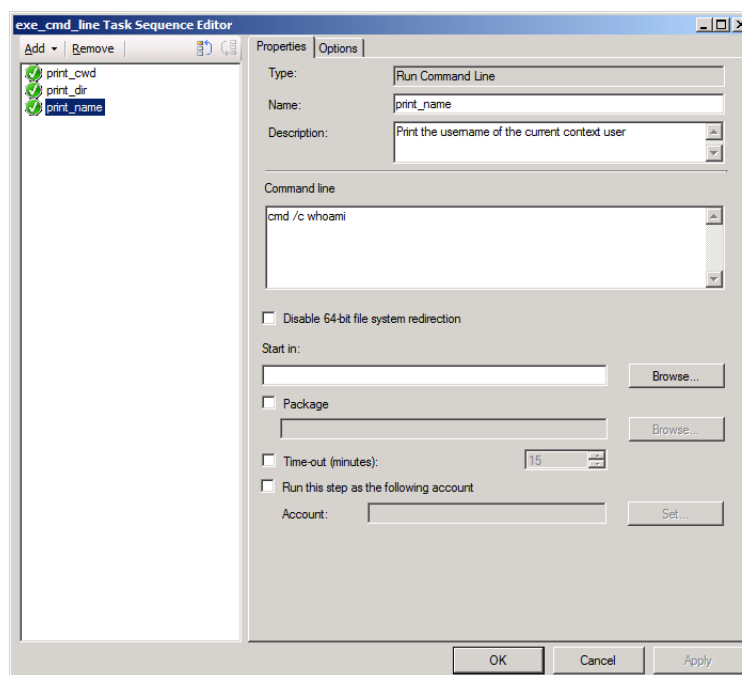 exe_cmd_line Task Sequence Editor
Add Remove
Properties Options
print_cwd
print_dir
print_name
Type: Run Command Line
Name: print_name
Description: Print the username of the current context user
Command line
cmd /c whoami
Disable 64-bit file system redirection
Start in:
Browse...
Package
Browse...
Time-out (minutes): 15
Run this step as the following account
Account: Set...
OK Cancel Apply